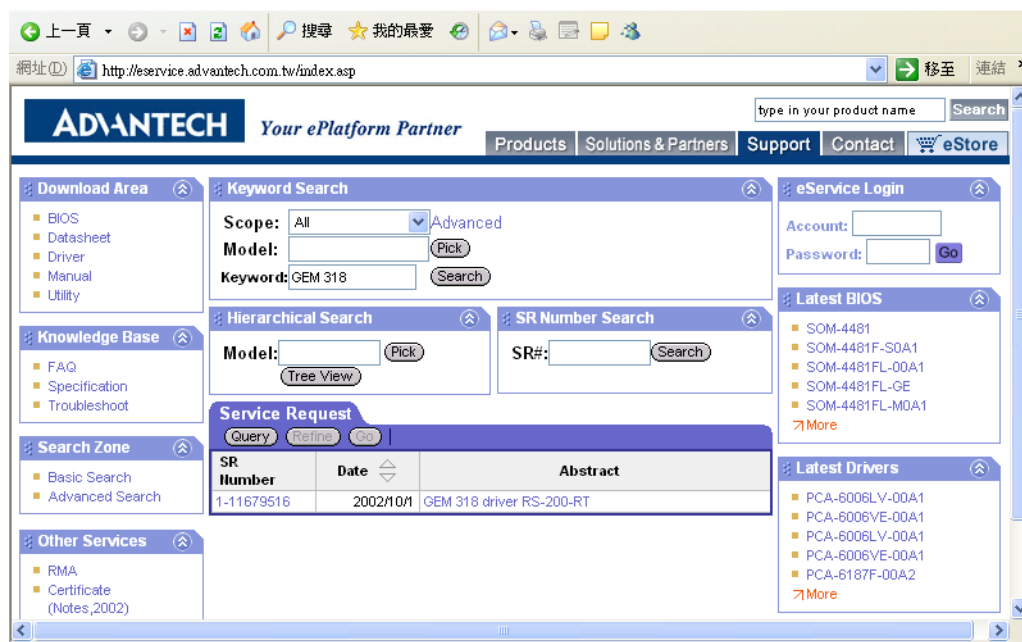 上一頁 搜尋 我的最愛
網址(D) http://eservice.advantech.com.tw/index.asp 移至 連結
ADVANTECH Your ePlatform Partner
type in your product name Search
Products Solutions & Partners Support Contact eStore
Download Area
BIOS
Datasheet
Driver
Manual
Utility
Knowledge Base
FAQ
Specification
Troubleshoot
Search Zone
Basic Search
Advanced Search
Other Services
RMA
Certificate
(Notes,2002)
Keyword Search
Scope: All Advanced
Model: Pick
Keyword: GEM 318 Search
Hierarchical Search
Model: Pick
Tree View
SR Number Search
SR#: Search
Service Request
Query Refine Go
SR Number Date Abstract
1-11679516 2002/10/1 GEM 318 driver RS-200-RT
eService Login
Account:
Password: Go
Latest BIOS
SOM-4481
SOM-4481F-S0A1
SOM-4481FL-00A1
SOM-4481FL-GE
SOM-4481FL-M0A1
More
Latest Drivers
PCA-6006LV-00A1
PCA-6006VE-00A1
PCA-6006LV-00A1
PCA-6006VE-00A1
PCA-6187F-00A2
More